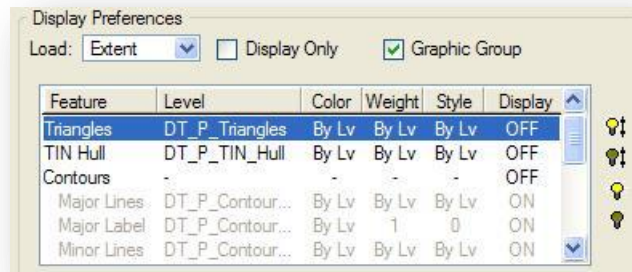 Display Preferences
Load: Extent Display Only Graphic Group
Feature Level Color Weight Style Display
Triangles DT_P_Triangles By Lv By Lv By Lv OFF
TIN Hull DT_P_TIN_Hull By Lv By Lv By Lv OFF
Contours - - - - OFF
Major Lines DT_P_Contour... By Lv By Lv By Lv ON
Major Label DT_P_Contour... By Lv 1 0 ON
Minor Lines DT_P_Contour... By Lv By Lv By Lv ON